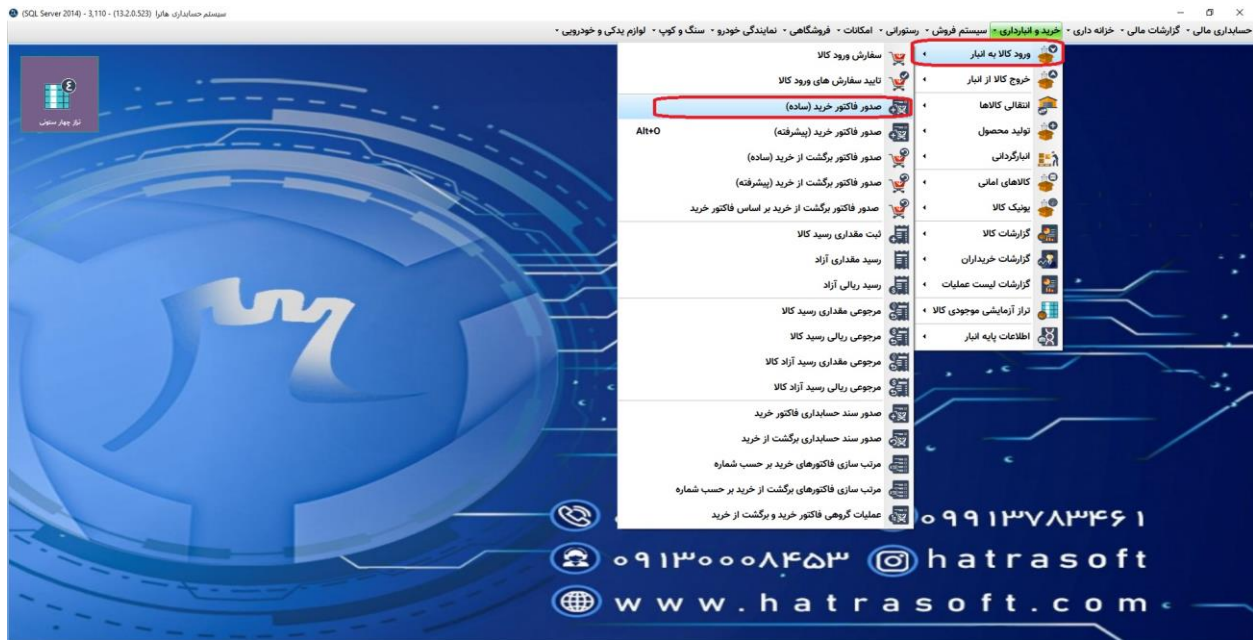 سیستم حسابداری هاترا (13.2.0.523) - 3,110 - (SQL Server 2014)
حسابداری مالی
گزارشات مالی
خزانه داری
خرید و انبارداری
سیستم فروش
رستورانی
امکانات
فروشگاهی
نمایندگی خودرو
سنگ و کوپ
لوازم یدکی و خودرویی
ورود کالا به انبار
خروج کالا از انبار
انتقالی کالاها
تولید محصول
انبارگردانی
کالاهای امانی
یونیک کالا
گزارشات کالا
گزارشات خریداران
گزارشات لیست عملیات
تراز آزمایشی موجودی کالا
اطلاعات پایه انبار
سفارش ورود کالا
تایید سفارش های ورود کالا
صدور فاکتور خرید (ساده)
صدور فاکتور خرید (پیشرفته) Alt+O
صدور فاکتور برگشت از خرید (ساده)
صدور فاکتور برگشت از خرید (پیشرفته)
صدور فاکتور برگشت از خرید بر اساس فاکتور خرید
ثبت مقداری رسید کالا
رسید مقداری آزاد
رسید ریالی آزاد
مرجوعی مقداری رسید کالا
مرجوعی ریالی رسید کالا
مرجوعی مقداری رسید آزاد کالا
مرجوعی ریالی رسید آزاد کالا
صدور سند حسابداری فاکتور خرید
صدور سند حسابداری برگشت از خرید
مرتب سازی فاکتورهای خرید بر حسب شماره
مرتب سازی فاکتورهای برگشت از خرید بر حسب شماره
عملیات گروهی فاکتور خرید و برگشت از خرید
٤
تراز چهار ستونی
۰۹۹۱۳۷۸۳۴۶۱
۰۹۱۳۰۰۰۸۴۵۳
hatrasoft
www.hatrasoft.com